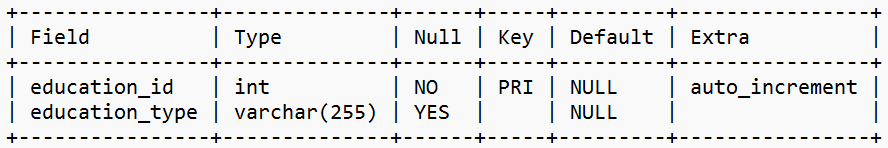 +----------------+--------------+------+-----+---------+----------------+
| Field          | Type         | Null | Key | Default | Extra          |
+----------------+--------------+------+-----+---------+----------------+
| education_id   | int          | NO   | PRI | NULL    | auto_increment |
| education_type | varchar(255) | YES  |     | NULL    |                |
+----------------+--------------+------+-----+---------+----------------+